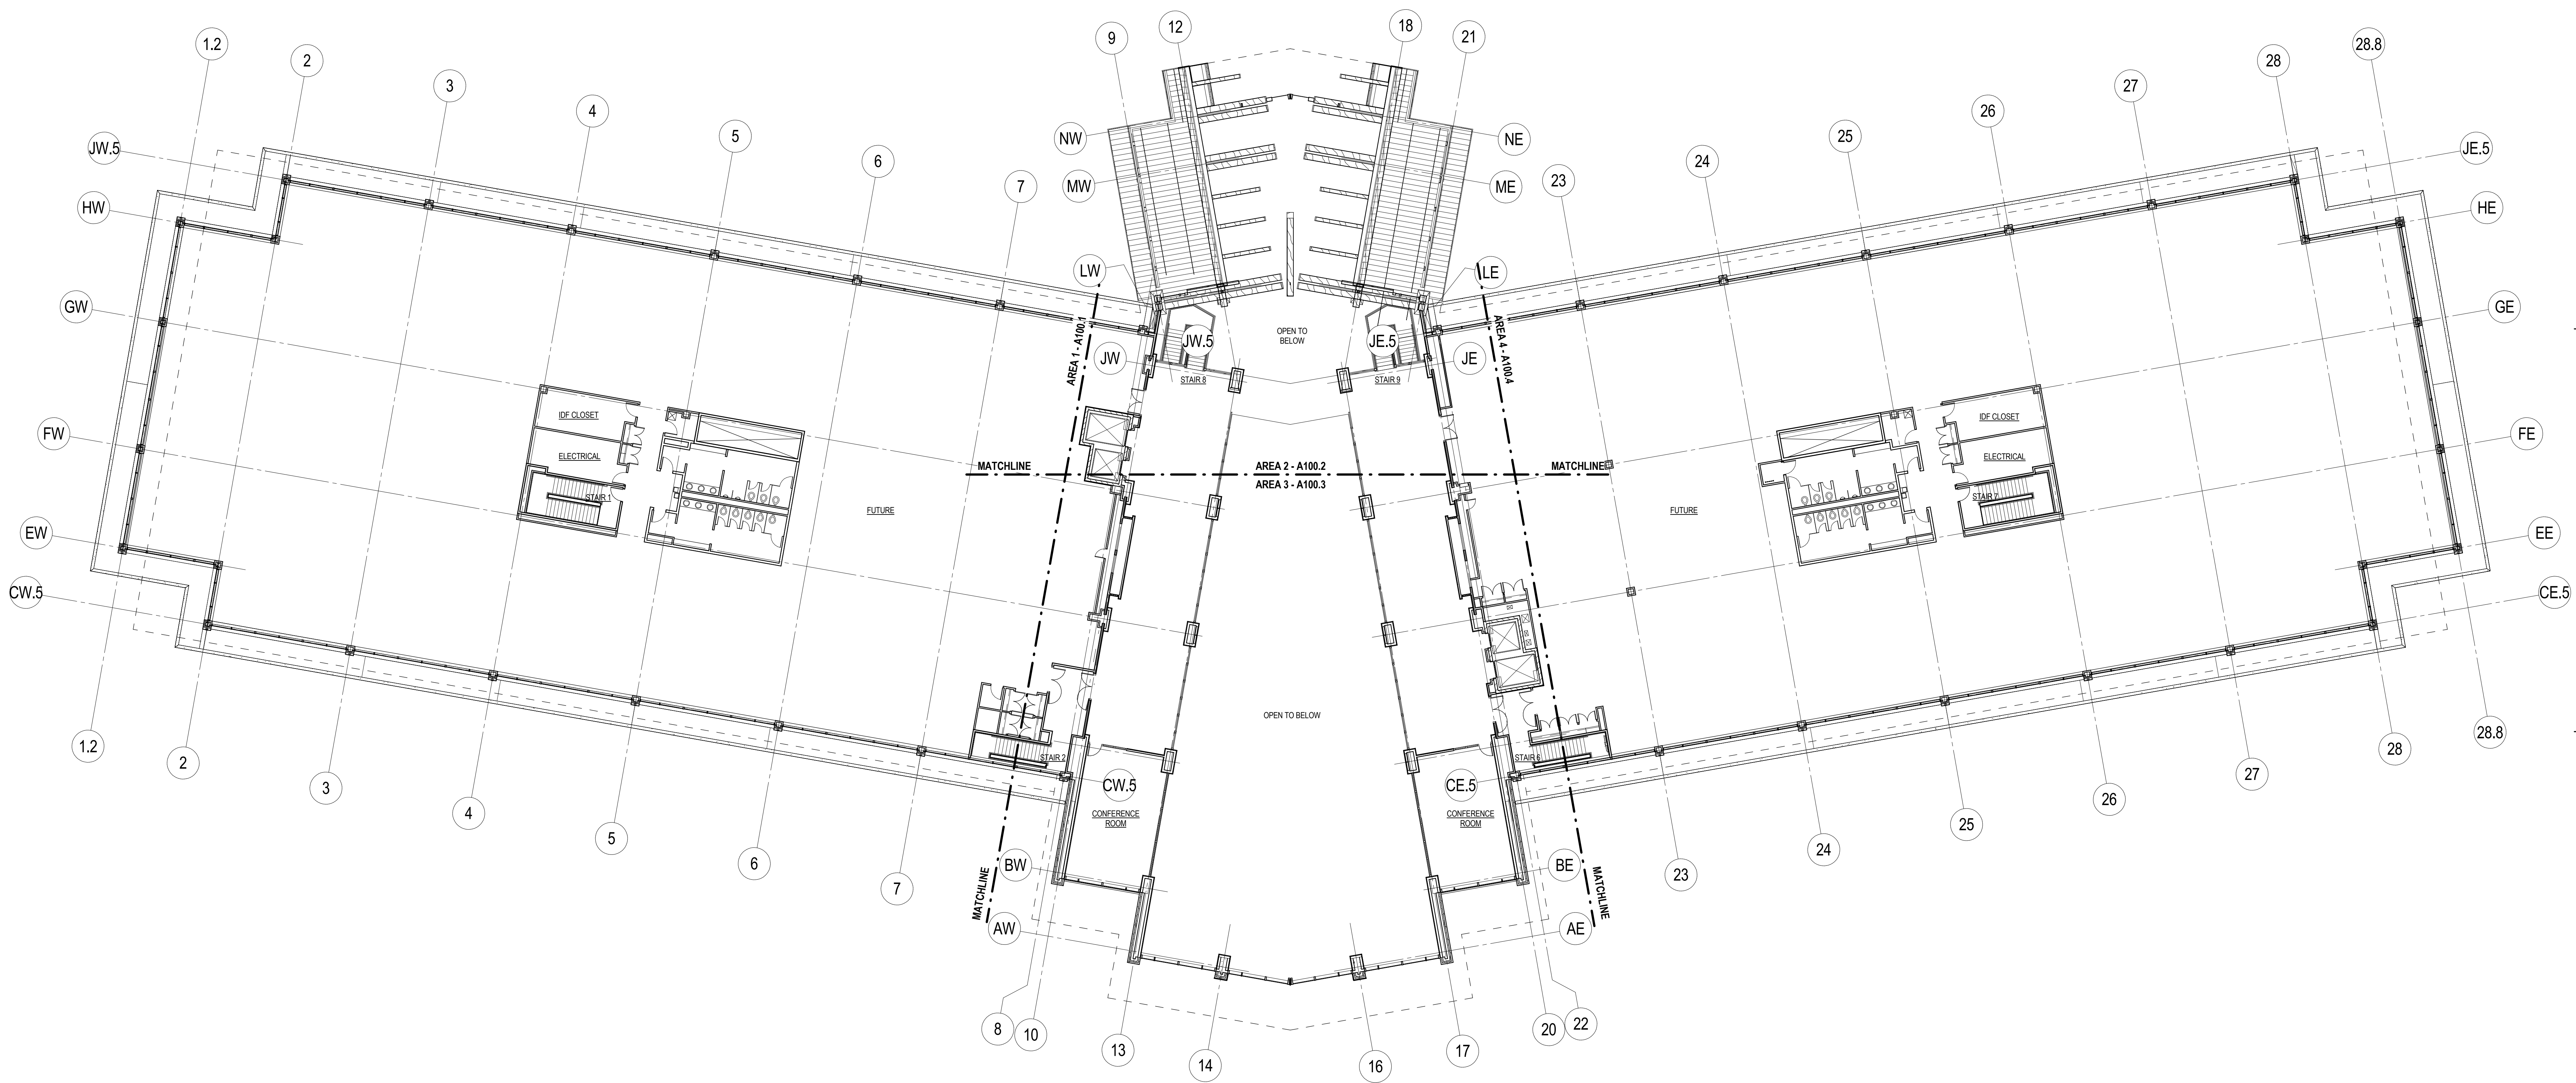 12
18
9
21
1.2
28.8
2
28
3
27
4
26
5
25
NW
NE
JW.5
JE.5
6
24
23
7
MW
ME
HW
HE
LW
LE
GW
GE
OPEN TO
BELOW
JW.5
JE.5
AREA 1 - A100.1
AREA 4 - A100.4
JW
JE
STAIR 8
STAIR 9
IDF CLOSET
IDF CLOSET
FW
FE
ELECTRICAL
ELECTRICAL
MATCHLINE
AREA 2 - A100.2
MATCHLINE
AREA 3 - A100.3
STAIR 1
STAIR 7
FUTURE
FUTURE
EW
EE
CW.5
CE.5
OPEN TO BELOW
1.2
28.8
2
28
STAIR 2
STAIR 6
3
27
CW.5
CE.5
4
26
CONFERENCE
ROOM
CONFERENCE
ROOM
5
25
6
24
BW
BE
7
23
MATCHLINE
MATCHLINE
AW
AE
8
10
20
22
13
17
14
16